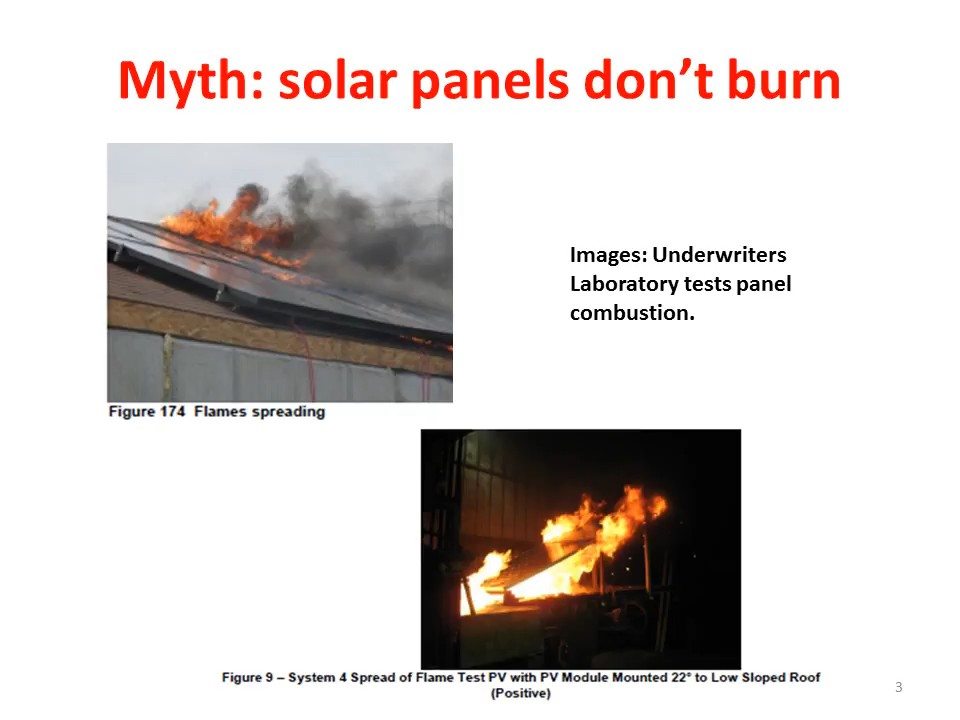 Myth: solar panels don’t burn
Images: Underwriters
Laboratory tests panel
combustion.
Figure 174  Flames spreading
Figure 9 – System 4 Spread of Flame Test PV with PV Module Mounted 22° to Low Sloped Roof
(Positive)
3